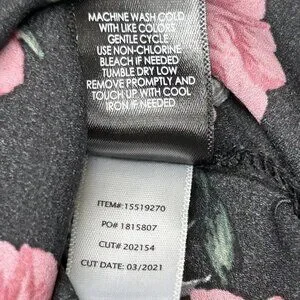 MACHINE WASH COLD
WITH LIKE COLORS
GENTLE CYCLE
USE NON-CHLORINE
BLEACH IF NEEDED
TUMBLE DRY LOW
REMOVE PROMPTLY AND
TOUCH UP WITH COOL
IRON IF NEEDED
ITEM#:15519270
PO# 1815807
CUT# 202154
CUT DATE: 03/2021